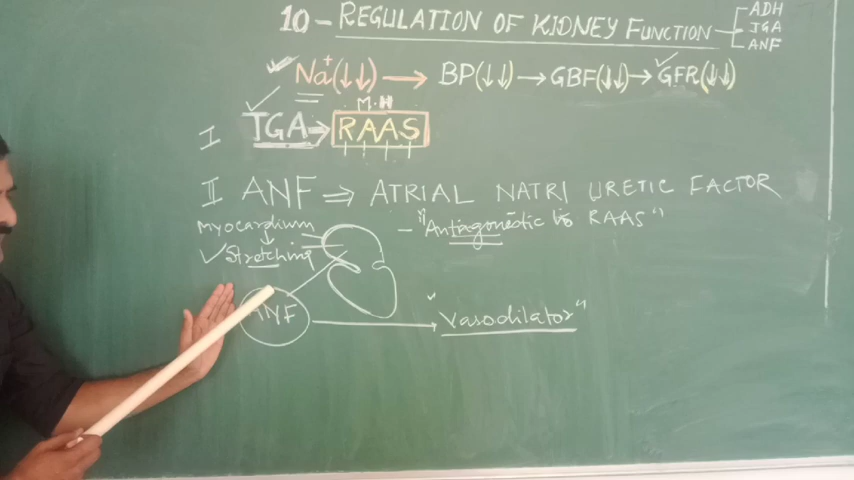 10 - REGULATION OF KIDNEY FUNCTION
ADH
JGA
ANF
Na+(↓↓) → BP(↓↓) → GBF(↓↓) → GFR(↓↓)
M.H
I JGA → RAAS
II ANF ⇒ ATRIAL NATRI URETIC FACTOR
Myocardium
- "Antagonestic to RAAS"
↓
✓ Stretching
ANF → Vasodilator"